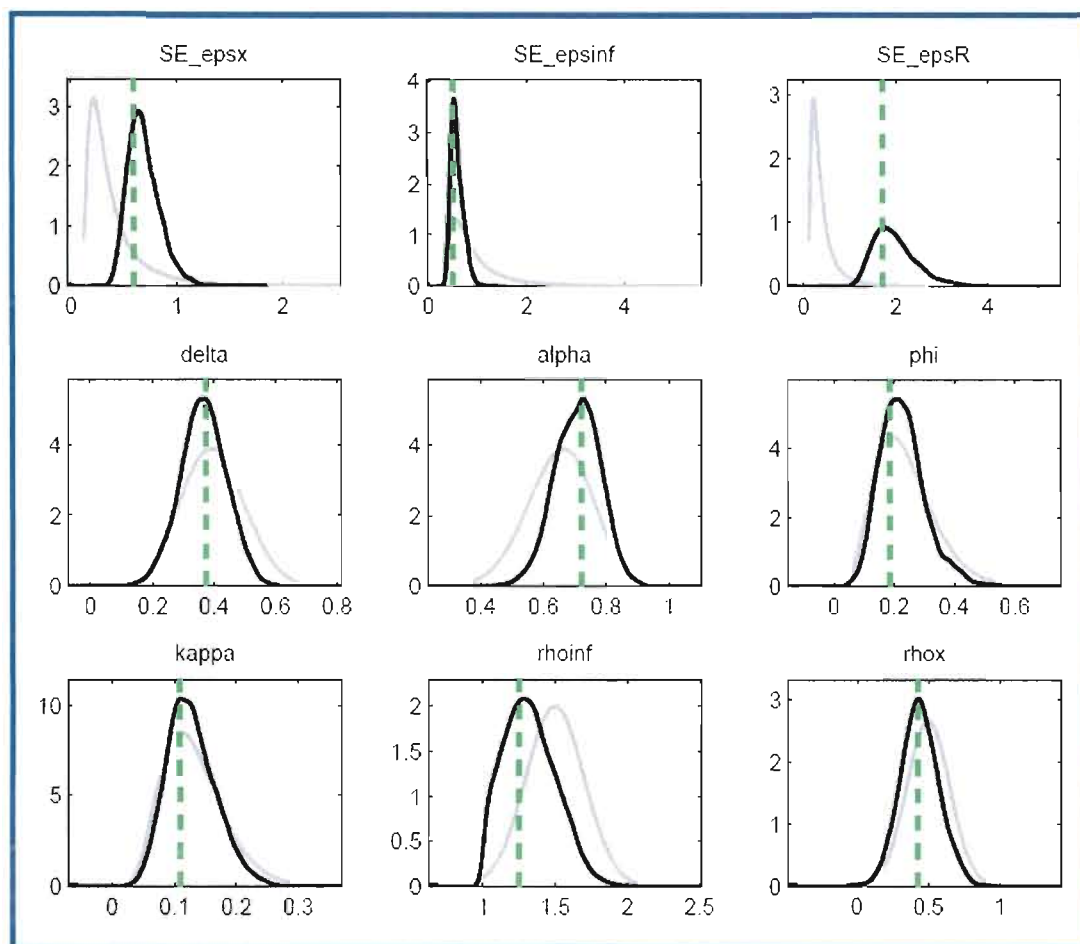 SE_epsx SE_epsinf SE_epsR
3 2 1 0
0 1 2
4 3 2 1 0
0 2 4
3 2 1 0
0 2 4
delta alpha phi
4 2 0
0 0.2 0.4 0.6 0.8
4 2 0
0.4 0.6 0.8 1
4 2 0
0 0.2 0.4 0.6
kappa rhoinf rhox
10 5 0
0 0.1 0.2 0.3
2 1.5 1 0.5 0
1 1.5 2 2.5
3 2 1 0
0 0.5 1